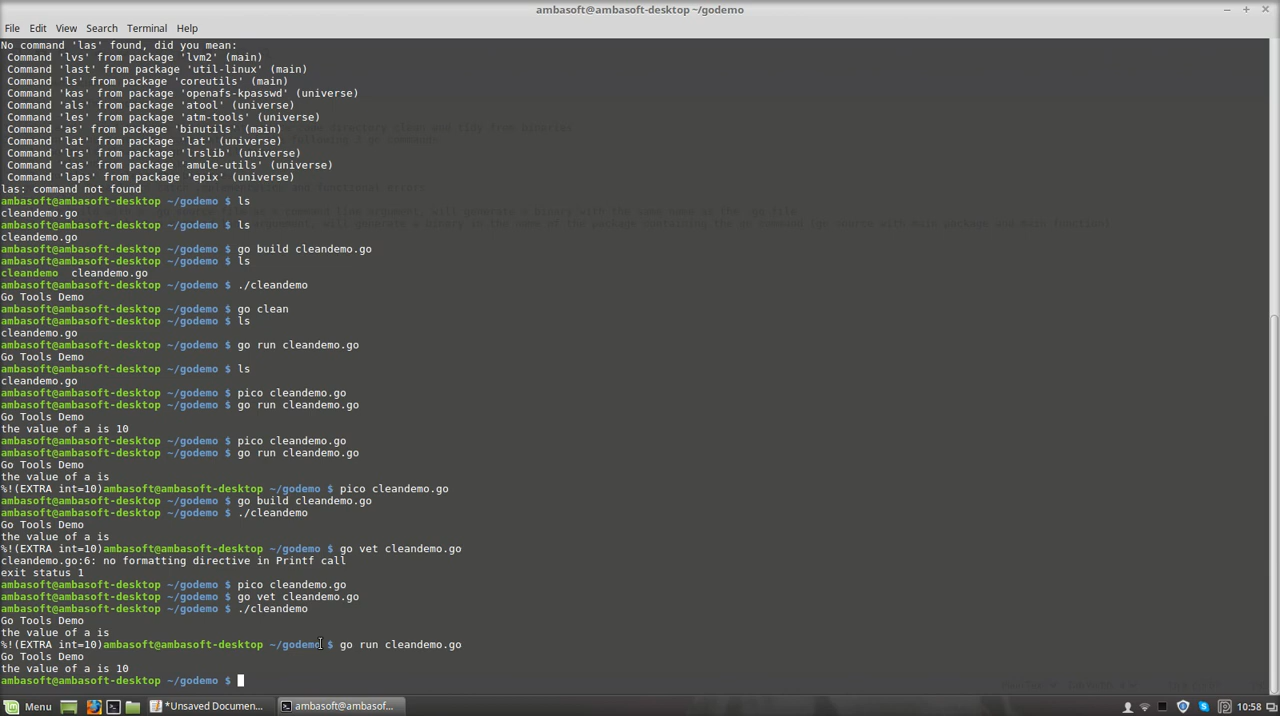 ambasoft@ambasoft-desktop ~/godemo
File Edit View Search Terminal Help
No command 'las' found, did you mean:
Command 'lvs' from package 'lvm2' (main)
Command 'last' from package 'util-linux' (main)
Command 'ls' from package 'coreutils' (main)
Command 'kas' from package 'openafs-kpasswd' (universe)
Command 'als' from package 'atool' (universe)
Command 'les' from package 'atm-tools' (universe)
Command 'as' from package 'binutils' (main)
Command 'lat' from package 'lat' (universe)
Command 'lrs' from package 'lrslib' (universe)
Command 'cas' from package 'amule-utils' (universe)
Command 'laps' from package 'epix' (universe)
las: command not found
ambasoft@ambasoft-desktop ~/godemo $ ls
cleandemo.go
ambasoft@ambasoft-desktop ~/godemo $ ls
cleandemo.go
ambasoft@ambasoft-desktop ~/godemo $ go build cleandemo.go
ambasoft@ambasoft-desktop ~/godemo $ ls
cleandemo cleandemo.go
ambasoft@ambasoft-desktop ~/godemo $ ./cleandemo
Go Tools Demo
ambasoft@ambasoft-desktop ~/godemo $ go clean
ambasoft@ambasoft-desktop ~/godemo $ ls
cleandemo.go
ambasoft@ambasoft-desktop ~/godemo $ go run cleandemo.go
Go Tools Demo
ambasoft@ambasoft-desktop ~/godemo $ ls
cleandemo.go
ambasoft@ambasoft-desktop ~/godemo $ pico cleandemo.go
ambasoft@ambasoft-desktop ~/godemo $ go run cleandemo.go
Go Tools Demo
the value of a is 10
ambasoft@ambasoft-desktop ~/godemo $ pico cleandemo.go
ambasoft@ambasoft-desktop ~/godemo $ go run cleandemo.go
Go Tools Demo
the value of a is
%!(EXTRA int=10)ambasoft@ambasoft-desktop ~/godemo $ pico cleandemo.go
ambasoft@ambasoft-desktop ~/godemo $ go build cleandemo.go
ambasoft@ambasoft-desktop ~/godemo $ ./cleandemo
Go Tools Demo
the value of a is
%!(EXTRA int=10)ambasoft@ambasoft-desktop ~/godemo $ go vet cleandemo.go
cleandemo.go:6: no formatting directive in Printf call
exit status 1
ambasoft@ambasoft-desktop ~/godemo $ pico cleandemo.go
ambasoft@ambasoft-desktop ~/godemo $ go vet cleandemo.go
ambasoft@ambasoft-desktop ~/godemo $ ./cleandemo
Go Tools Demo
the value of a is
%!(EXTRA int=10)ambasoft@ambasoft-desktop ~/godemo $ go run cleandemo.go
Go Tools Demo
the value of a is 10
ambasoft@ambasoft-desktop ~/godemo $
Menu *Unsaved Documen... ambasoft@ambasof... 10:58